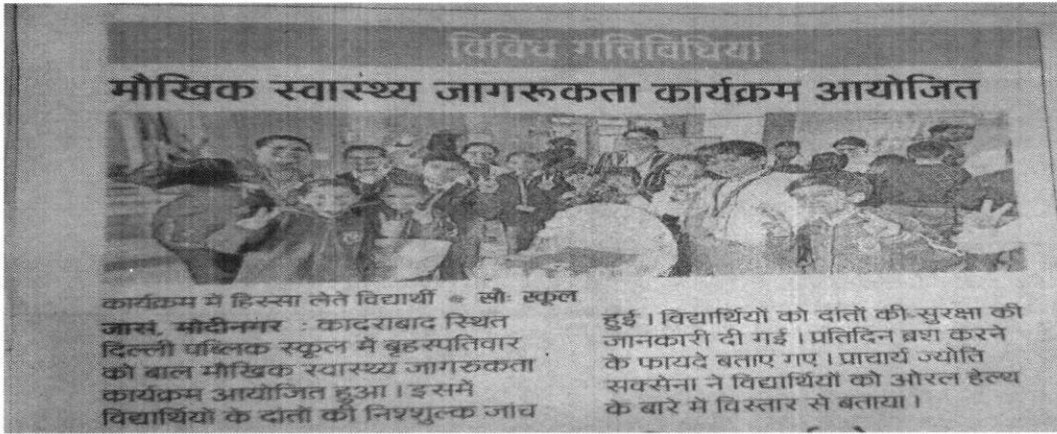 विविध गतिविधियां
मौखिक स्वास्थ्य जागरूकता कार्यक्रम आयोजित
कार्यक्रम में हिस्सा लेते विद्यार्थी ● सौः स्कूल
जासं, मोदीनगर : कादराबाद स्थित
दिल्ली पब्लिक स्कूल में बृहस्पतिवार
को बाल मौखिक स्वास्थ्य जागरुकता
कार्यक्रम आयोजित हुआ। इसमें
विद्यार्थियों के दांतों की निश्शुल्क जांच
हुई। विद्यार्थियों को दांतों की सुरक्षा की
जानकारी दी गई। प्रतिदिन ब्रश करने
के फायदे बताए गए। प्राचार्य ज्योति
सक्सेना ने विद्यार्थियों को ओरल हेल्थ
के बारे में विस्तार से बताया।